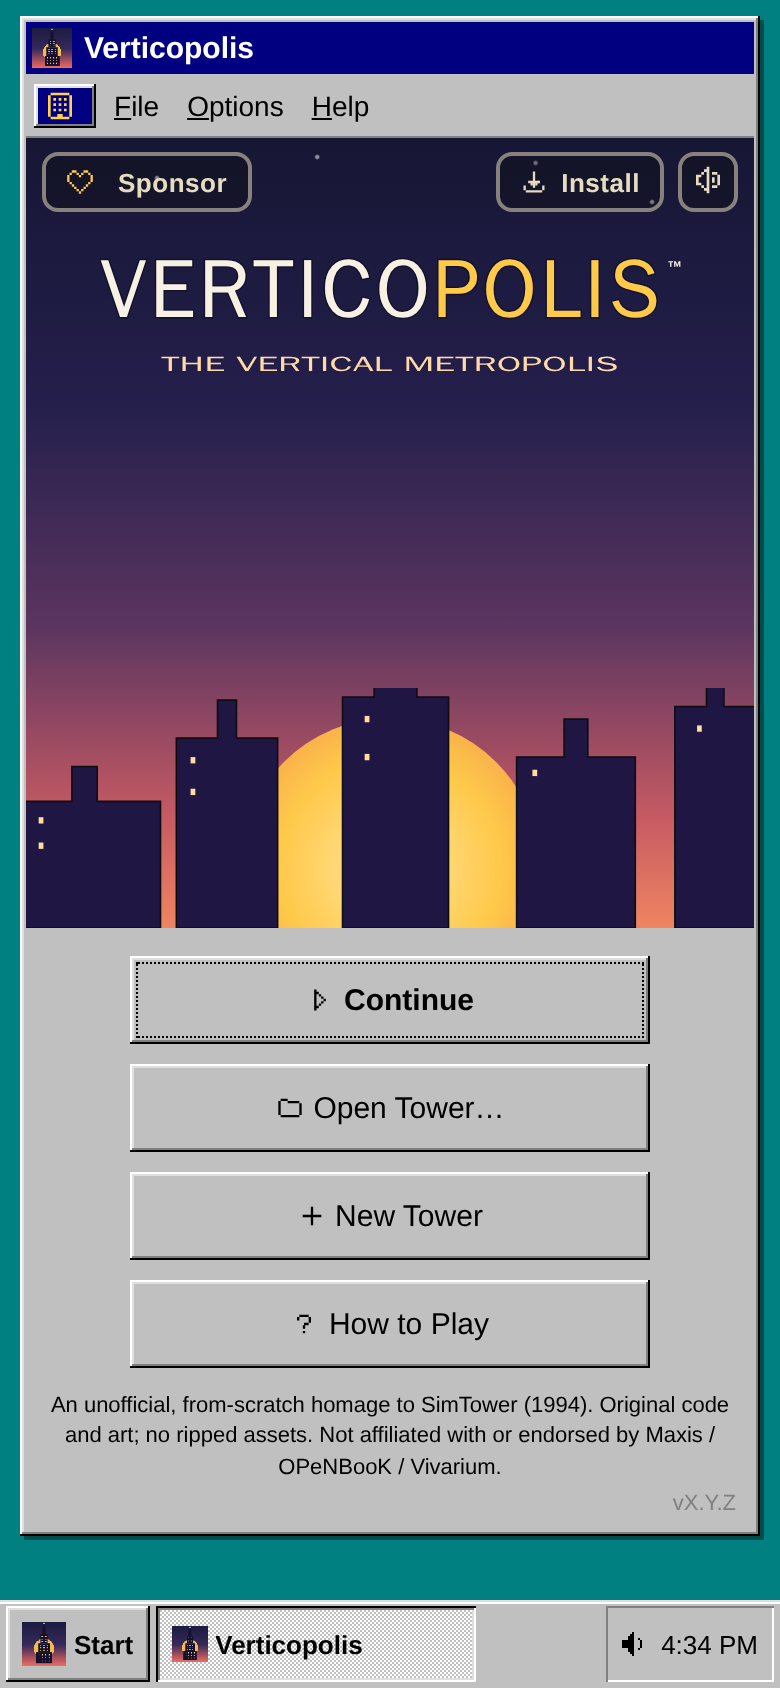 Verticopolis
File Options Help
Sponsor
Install
VERTICOPOLIS™
THE VERTICAL METROPOLIS
Continue
Open Tower…
+ New Tower
? How to Play
An unofficial, from-scratch homage to SimTower (1994). Original code
and art; no ripped assets. Not affiliated with or endorsed by Maxis /
OPeNBooK / Vivarium.
vX.Y.Z
Start
Verticopolis
4:34 PM